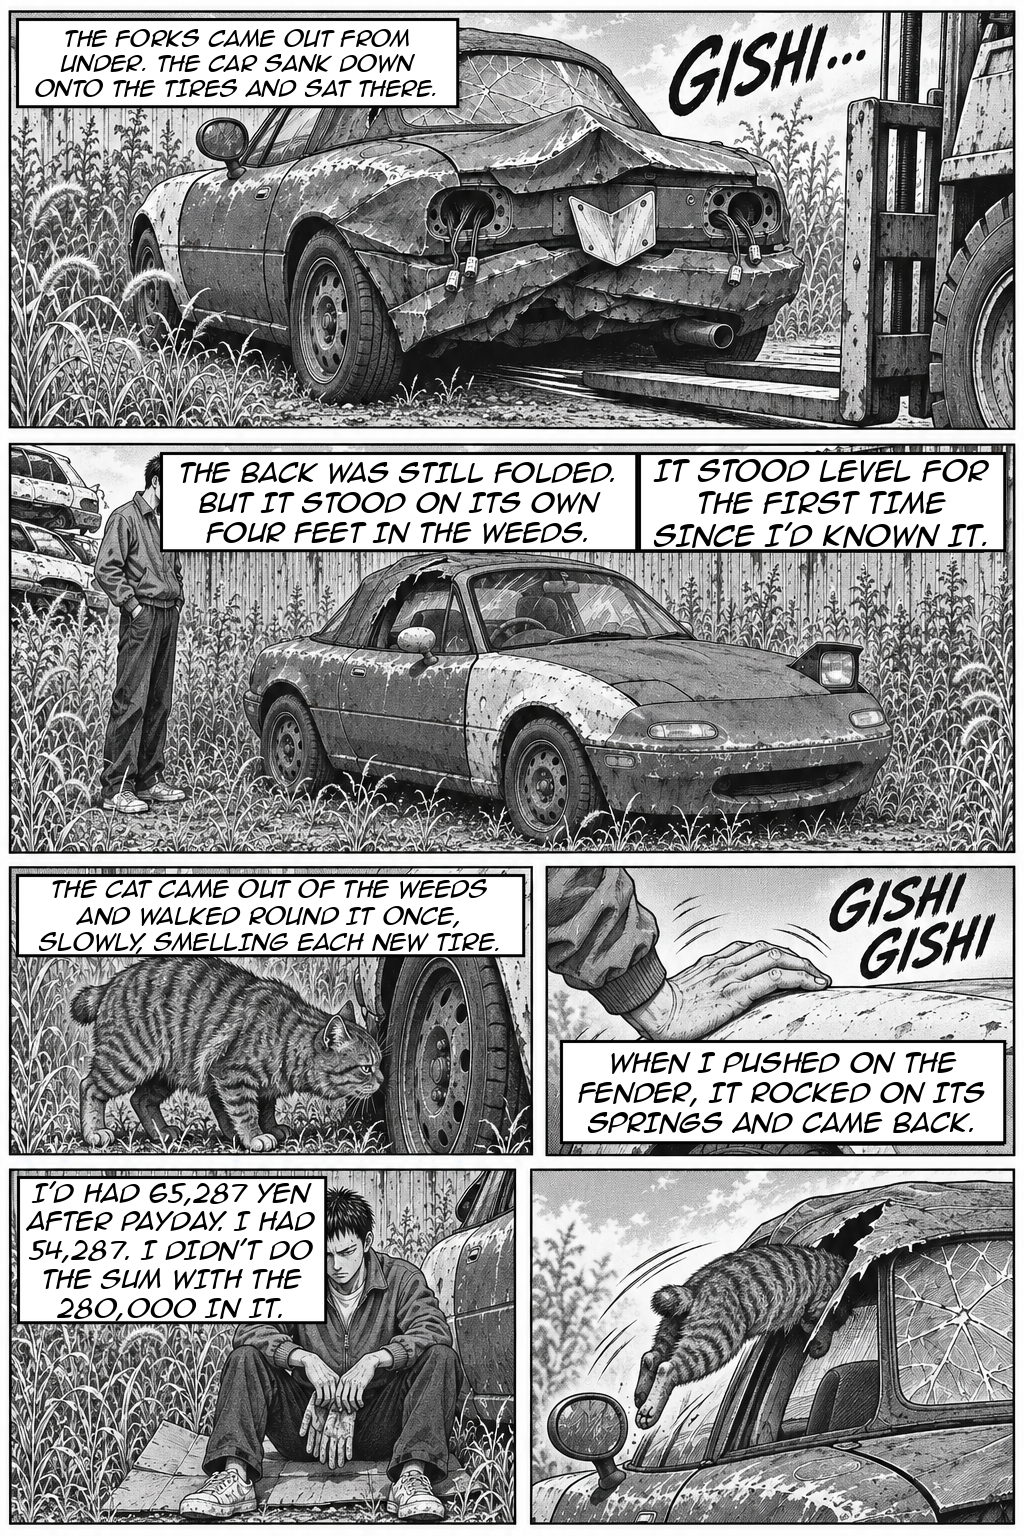 THE FORKS CAME OUT FROM
UNDER. THE CAR SANK DOWN
ONTO THE TIRES AND SAT THERE.
GISHI...
THE BACK WAS STILL FOLDED.
BUT IT STOOD ON ITS OWN
FOUR FEET IN THE WEEDS.
IT STOOD LEVEL FOR
THE FIRST TIME
SINCE I'D KNOWN IT.
THE CAT CAME OUT OF THE WEEDS
AND WALKED ROUND IT ONCE,
SLOWLY, SMELLING EACH NEW TIRE.
GISHI
GISHI
WHEN I PUSHED ON THE
FENDER, IT ROCKED ON ITS
SPRINGS AND CAME BACK.
I'D HAD 65,287 YEN
AFTER PAYDAY. I HAD
54,287. I DIDN'T DO
THE SUM WITH THE
280,000 IN IT.